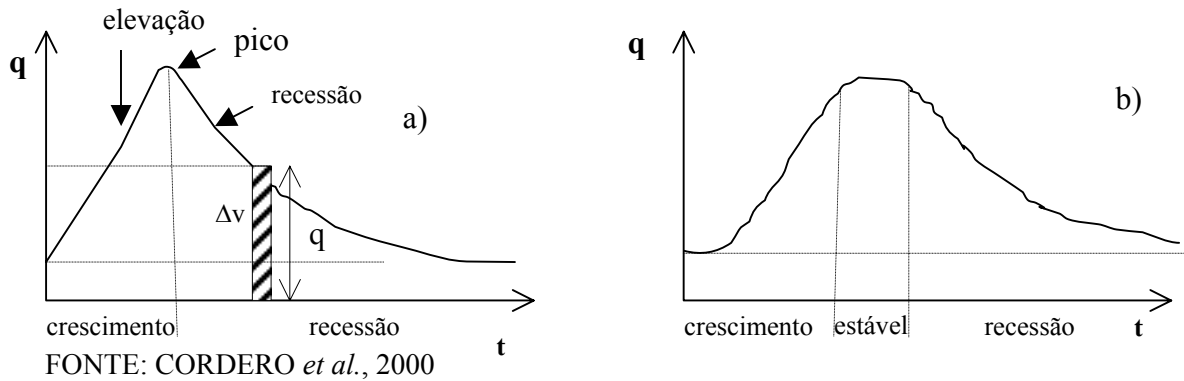 elevação
q
pico
recessão
a)
Δv
q
crescimento
recessão
t
q
b)
crescimento
estável
recessão
t
FONTE: CORDERO et al., 2000